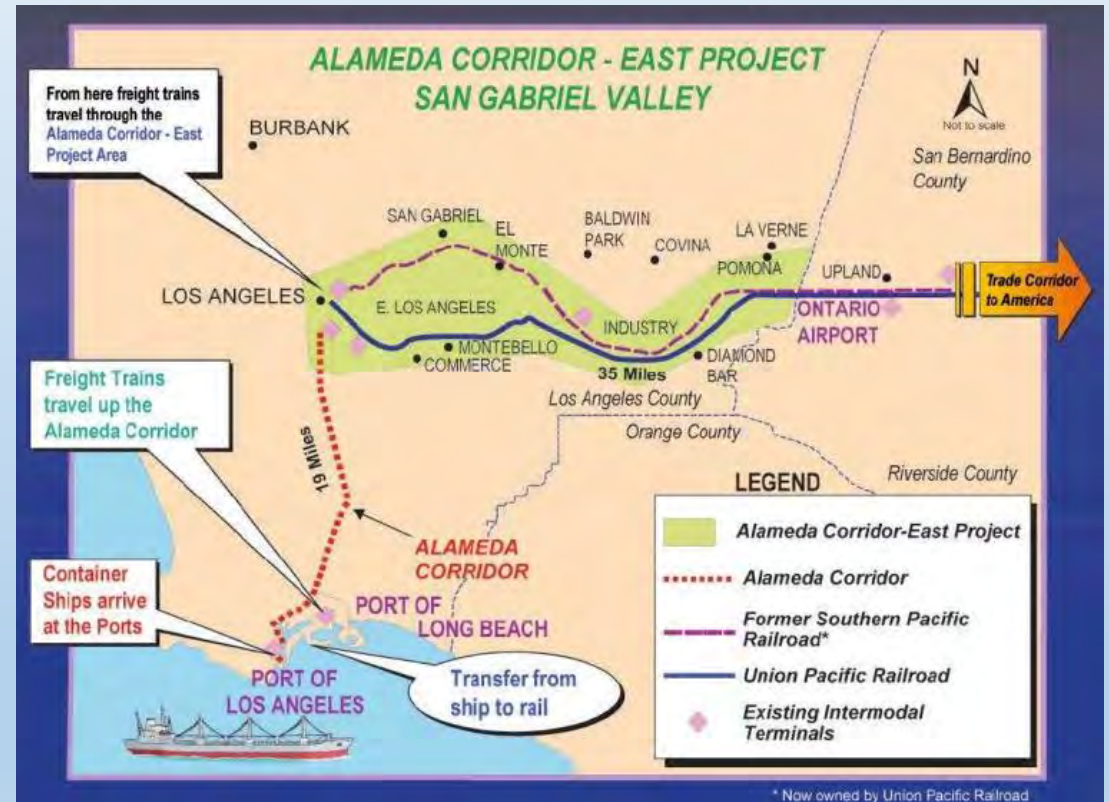 ALAMEDA CORRIDOR - EAST PROJECT
SAN GABRIEL VALLEY
From here freight trains
travel through the
Alameda Corridor - East
Project Area
BURBANK
N
Not to scale
San Bernardino
County
SAN GABRIEL
EL
MONTE
BALDWIN
PARK
COVINA
LA VERNE
POMONA
UPLAND
Trade Corridor
to America
LOS ANGELES
E. LOS ANGELES
INDUSTRY
ONTARIO
AIRPORT
MONTEBELLO
COMMERCE
DIAMOND
BAR
35 Miles
Los Angeles County
Orange County
Riverside County
Freight Trains
travel up the
Alameda Corridor
19 Miles
ALAMEDA
CORRIDOR
Container
Ships arrive
at the Ports
PORT OF
LONG BEACH
PORT OF
LOS ANGELES
Transfer from
ship to rail
LEGEND
Alameda Corridor-East Project
Alameda Corridor
Former Southern Pacific
Railroad*
Union Pacific Railroad
Existing Intermodal
Terminals
* Now owned by Union Pacific Railroad